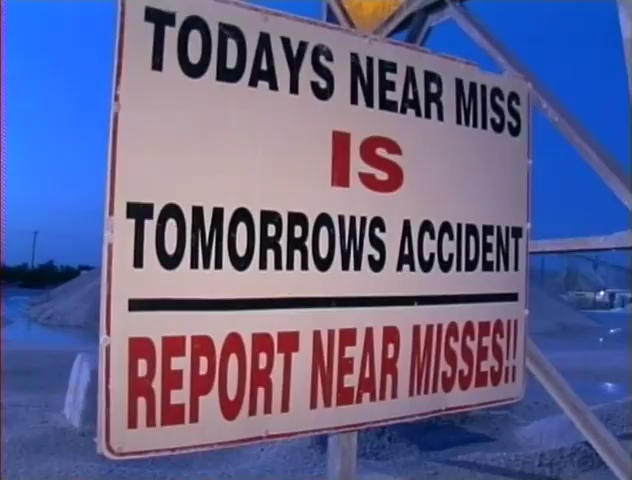 TODAYS NEAR MISS
IS
TOMORROWS ACCIDENT
REPORT NEAR MISSES!!